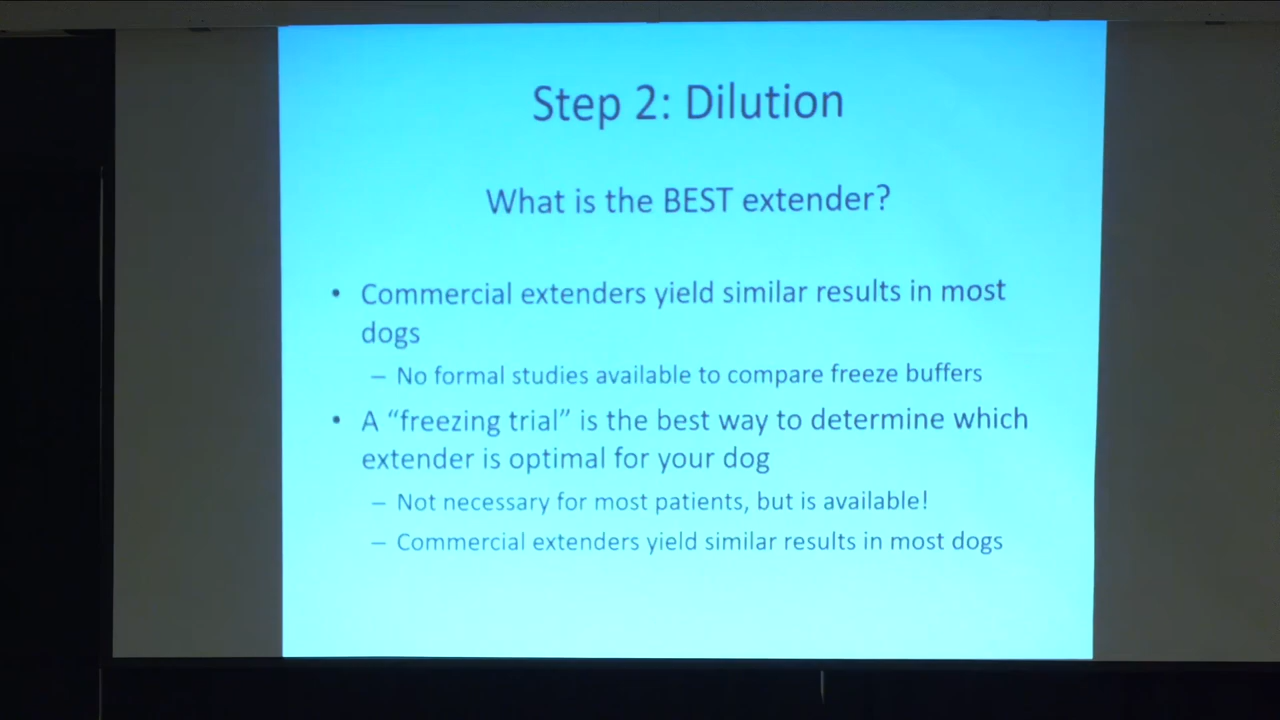 Step 2: Dilution
What is the BEST extender?
• Commercial extenders yield similar results in most
dogs
– No formal studies available to compare freeze buffers
• A “freezing trial” is the best way to determine which
extender is optimal for your dog
– Not necessary for most patients, but is available!
– Commercial extenders yield similar results in most dogs